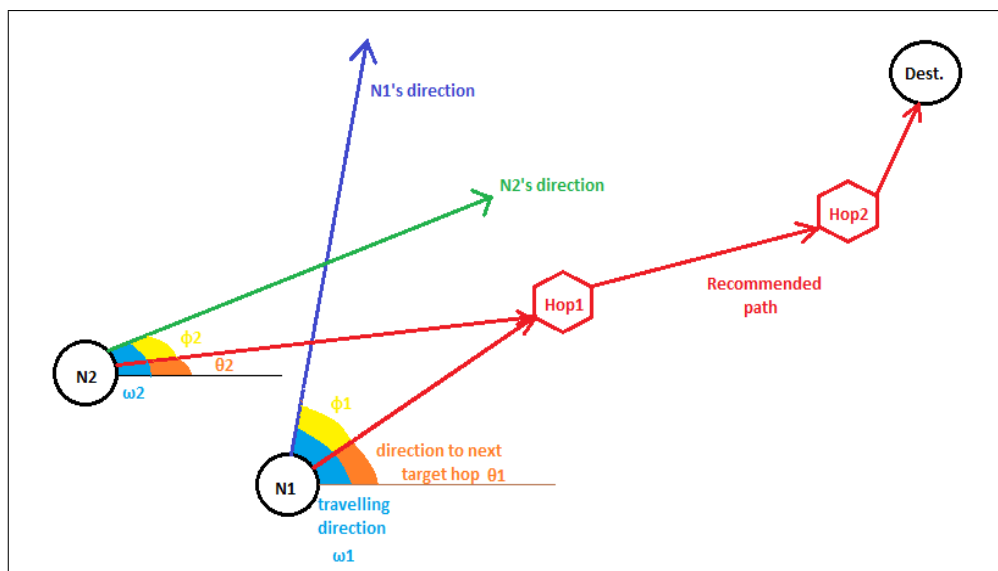 Dest.
N1's direction
N2's direction
Hop2
Hop1
Recommended
path
ϕ2
θ2
N2
ω2
ϕ1
direction to next
target hop θ1
N1
travelling
direction
ω1